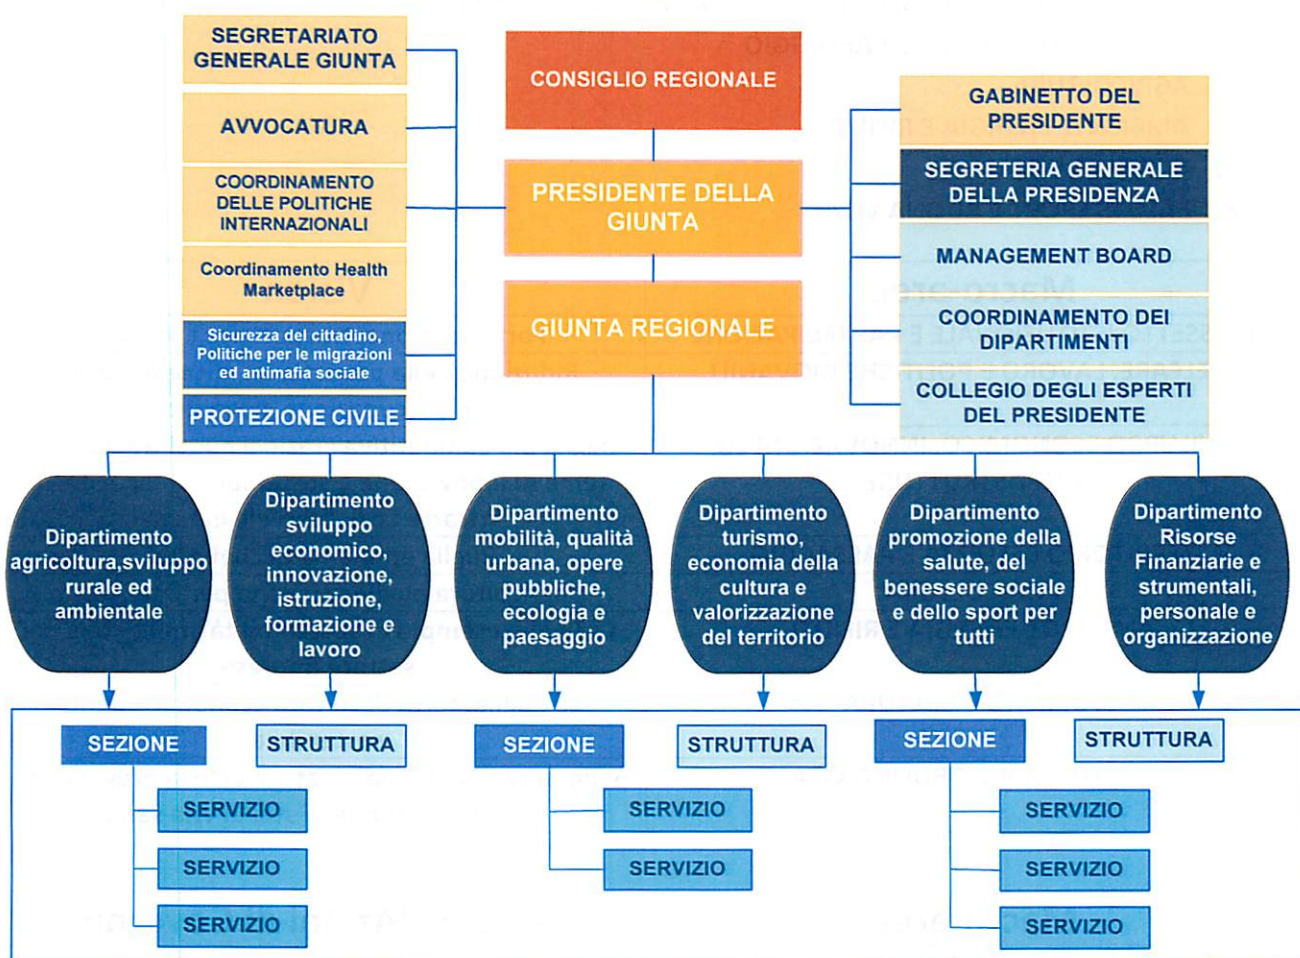 SEGRETARIATO
GENERALE GIUNTA
AVVOCATURA
COORDINAMENTO
DELLE POLITICHE
INTERNAZIONALI
Coordinamento Health
Marketplace
Sicurezza del cittadino,
Politiche per le migrazioni
ed antimafia sociale
PROTEZIONE CIVILE
CONSIGLIO REGIONALE
PRESIDENTE DELLA
GIUNTA
GIUNTA REGIONALE
GABINETTO DEL
PRESIDENTE
SEGRETERIA GENERALE
DELLA PRESIDENZA
MANAGEMENT BOARD
COORDINAMENTO DEI
DIPARTIMENTI
COLLEGIO DEGLI ESPERTI
DEL PRESIDENTE
Dipartimento
agricoltura,sviluppo
rurale ed
ambientale
Dipartimento
sviluppo
economico,
innovazione,
istruzione,
formazione e
lavoro
Dipartimento
mobilità, qualità
urbana, opere
pubbliche,
ecologia e
paesaggio
Dipartimento
turismo,
economia della
cultura e
valorizzazione
del territorio
Dipartimento
promozione della
salute, del
benessere sociale
e dello sport per
tutti
Dipartimento
Risorse
Finanziarie e
strumentali,
personale e
organizzazione
SEZIONE
STRUTTURA
SERVIZIO
SERVIZIO
SERVIZIO
SEZIONE
STRUTTURA
SERVIZIO
SERVIZIO
SEZIONE
STRUTTURA
SERVIZIO
SERVIZIO
SERVIZIO